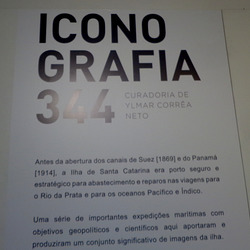 ICONO
GRAFIA
344 CURADORIA DE
YLMAR CORRÊA
NETO
Antes da abertura dos canais de Suez [1869] e do Panamá
[1914], a Ilha de Santa Catarina era porto seguro e
estratégico para abastecimento e reparos nas viagens para
o Rio da Prata e para os oceanos Pacífico e Índico.
Uma série de importantes expedições marítimas com
objetivos geopolíticos e científicos aqui aportaram e
produziram um conjunto significativo de imagens da ilha.